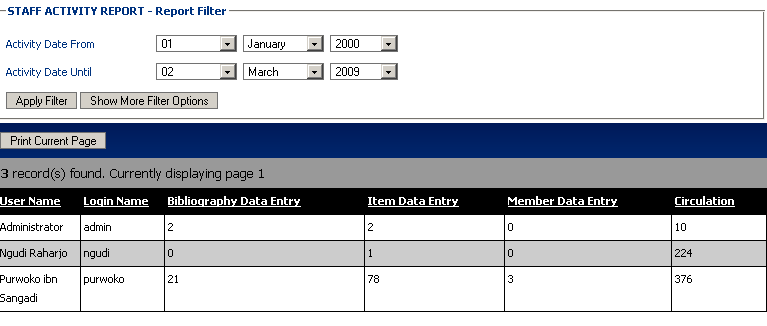 STAFF ACTIVITY REPORT - Report Filter
Activity Date From 01 January 2000
Activity Date Until 02 March 2009
Apply Filter Show More Filter Options
Print Current Page
3 record(s) found. Currently displaying page 1
User Name Login Name Bibliography Data Entry Item Data Entry Member Data Entry Circulation
Administrator admin 2 2 0 10
Ngudi Raharjo ngudi 0 1 0 224
Purwoko ibn purwoko 21 78 3 376
Sangadi